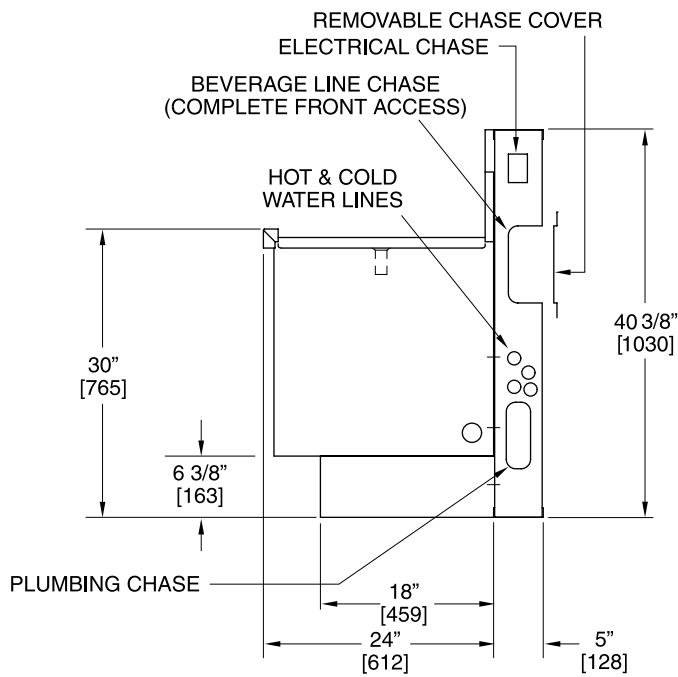 REMOVABLE CHASE COVER
ELECTRICAL CHASE
BEVERAGE LINE CHASE
(COMPLETE FRONT ACCESS)
HOT & COLD
WATER LINES
40 3/8”
[1030]
30”
[765]
6 3/8”
[163]
PLUMBING CHASE
18”
[459]
24”
[612]
5”
[128]